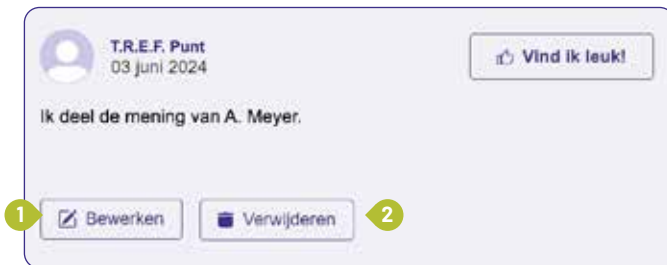 T.R.E.F. Punt
03 juni 2024
Vind ik leuk!
Ik deel de mening van A. Meyer.
1 Bewerken Verwijderen 2